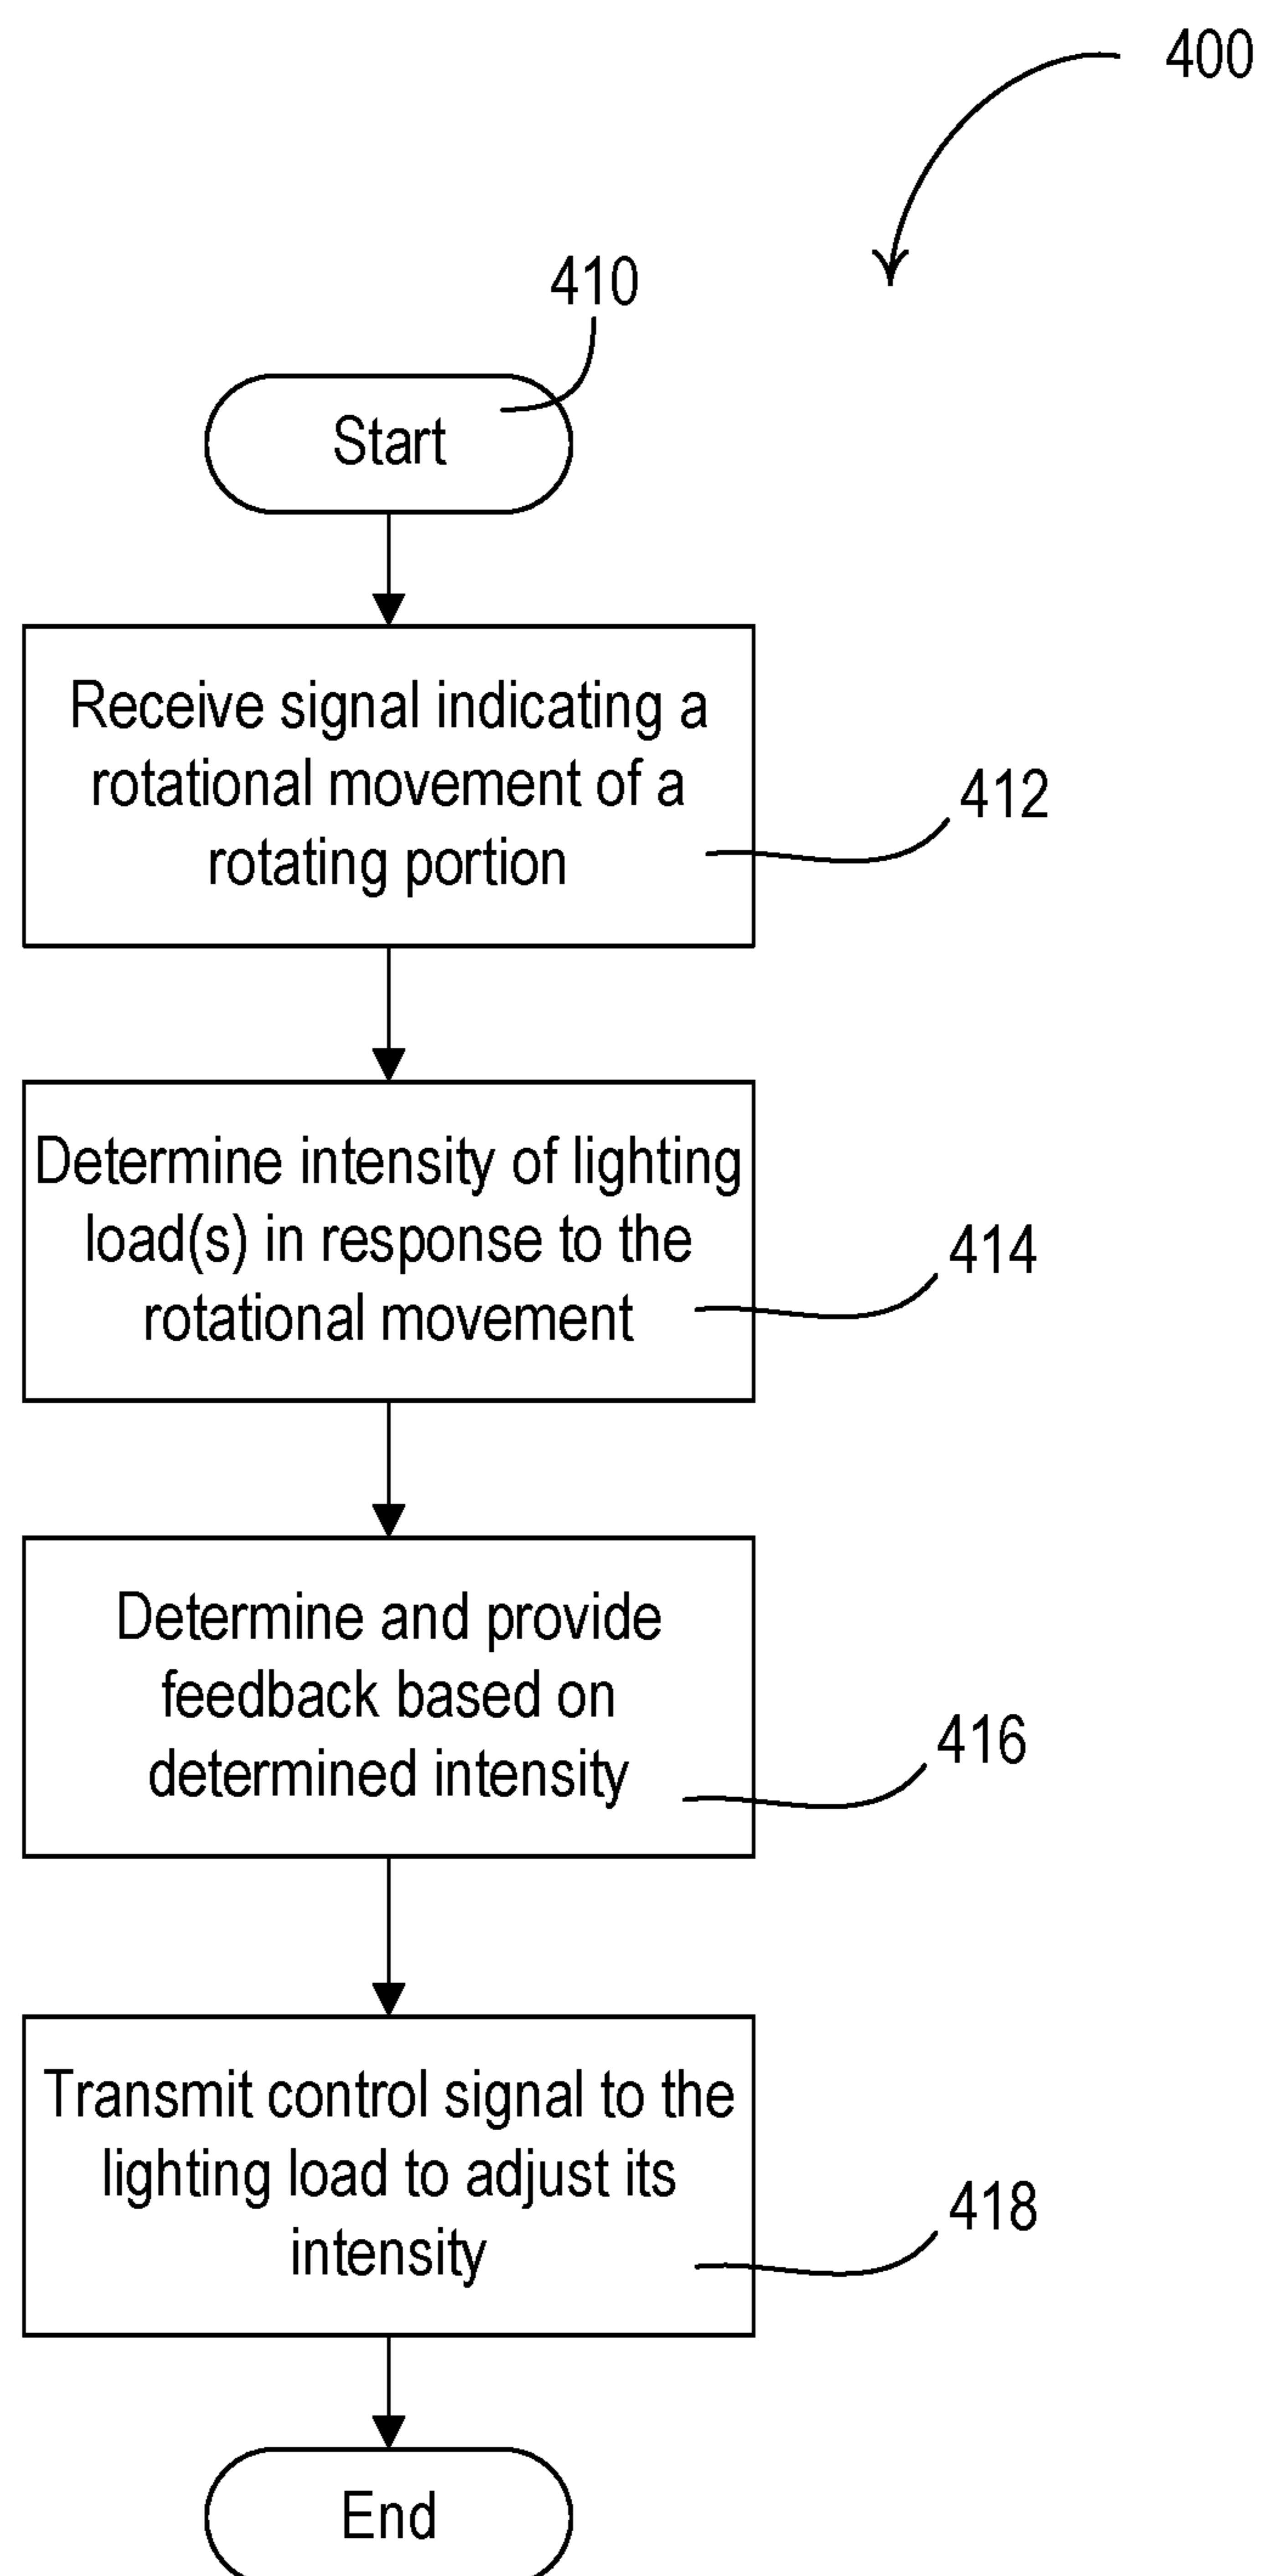 400
410
Start
Receive signal indicating a
rotational movement of a
rotating portion
412
Determine intensity of lighting
load(s) in response to the
rotational movement
414
Determine and provide
feedback based on
determined intensity
416
Transmit control signal to the
lighting load to adjust its
intensity
418
End